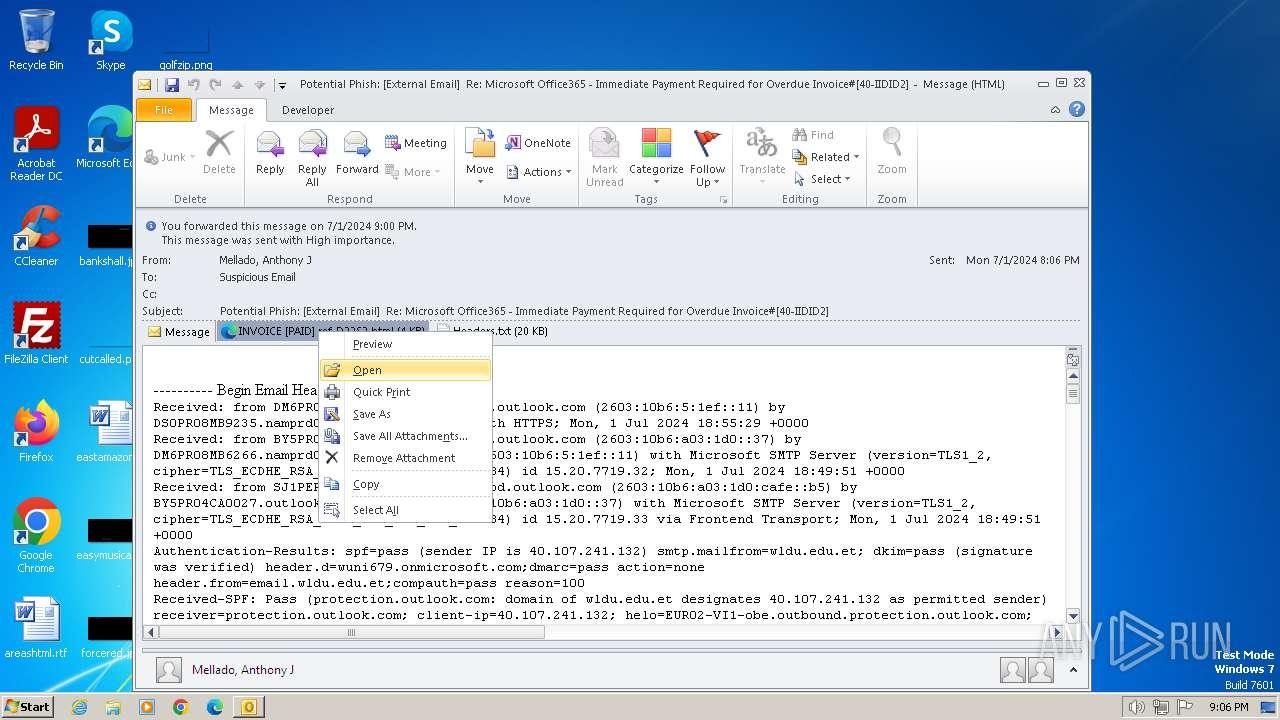 Recycle Bin
Skype
golfzip.png
Acrobat
Reader DC
Microsoft Ed
CCleaner
bankshall.j
FileZilla Client
cutcalled.p
Firefox
eastamazo
Google
Chrome
easymusica
areashtml.rtf
forcered.j
Potential Phish: [External Email] Re: Microsoft Office365 - Immediate Payment Required for Overdue Invoice#[40-IIDID2] - Message (HTML)
File
Message
Developer
Junk
Delete
Reply
Reply
All
Forward
Meeting
More
Move
OneNote
Actions
Mark
Unread
Categorize
Follow
Up
Translate
Find
Related
Select
Zoom
Delete
Respond
Move
Tags
Editing
Zoom
You forwarded this message on 7/1/2024 9:00 PM.
This message was sent with High importance.
From: Mellado, Anthony J
Sent: Mon 7/1/2024 8:06 PM
To: Suspicious Email
Cc:
Subject: Potential Phish: [External Email] Re: Microsoft Office365 - Immediate Payment Required for Overdue Invoice#[40-IIDID2]
Message
INVOICE [PAID]
Headers.txt (20 KB)
Preview
Open
Quick Print
Save As
Save All Attachments...
Remove Attachment
Copy
Select All
---------- Begin Email Hea
Received: from DM6PR0 outlook.com (2603:10b6:5:1ef::11) by
DS0PR08MB9235.namprd0 h HTTPS; Mon, 1 Jul 2024 18:55:29 +0000
Received: from BY5PR0 outlook.com (2603:10b6:a03:1d0::37) by
DM6PR08MB6266.namprd0 03:10b6:5:1ef::11) with Microsoft SMTP Server (version=TLS1_2,
cipher=TLS_ECDHE_RSA_ 84) id 15.20.7719.32; Mon, 1 Jul 2024 18:49:51 +0000
Received: from SJ1PER nd.outlook.com (2603:10b6:a03:1d0:cafe::b5) by
BY5PR04CA0027.outlook 10b6:a03:1d0::37) with Microsoft SMTP Server (version=TLS1_2,
cipher=TLS_ECDHE_RSA_ 84) id 15.20.7719.33 via Frontend Transport; Mon, 1 Jul 2024 18:49:51
+0000
Authentication-Results: spf=pass (sender IP is 40.107.241.132) smtp.mailfrom=wldu.edu.et; dkim=pass (signature
was verified) header.d=wuni679.onmicrosoft.com;dmarc=pass action=none
header.from=email.wldu.edu.et;compauth=pass reason=100
Received-SPF: Pass (protection.outlook.com: domain of wldu.edu.et designates 40.107.241.132 as permitted sender)
receiver=protection.outlook.com; client-ip=40.107.241.132; helo=EUR02-VI1-obe.outbound.protection.outlook.com;
Mellado, Anthony J
ANY RUN
Test Mode
Windows 7
Build 7601
Start
9:06 PM